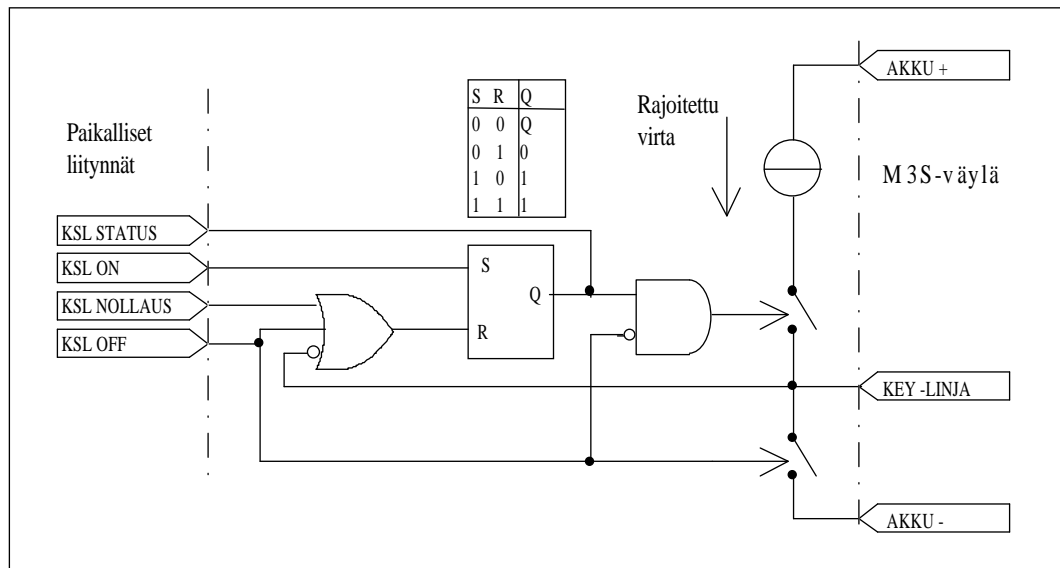 AKKU +
S R Q
0 0 Q
0 1 0
1 0 1
1 1 1
Rajoitettu
virta
Paikalliset
liitynnät
M3S-väylä
KSL STATUS
KSL ON
KSL NOLLAUS
KSL OFF
S
Q
R
KEY -LINJA
AKKU -